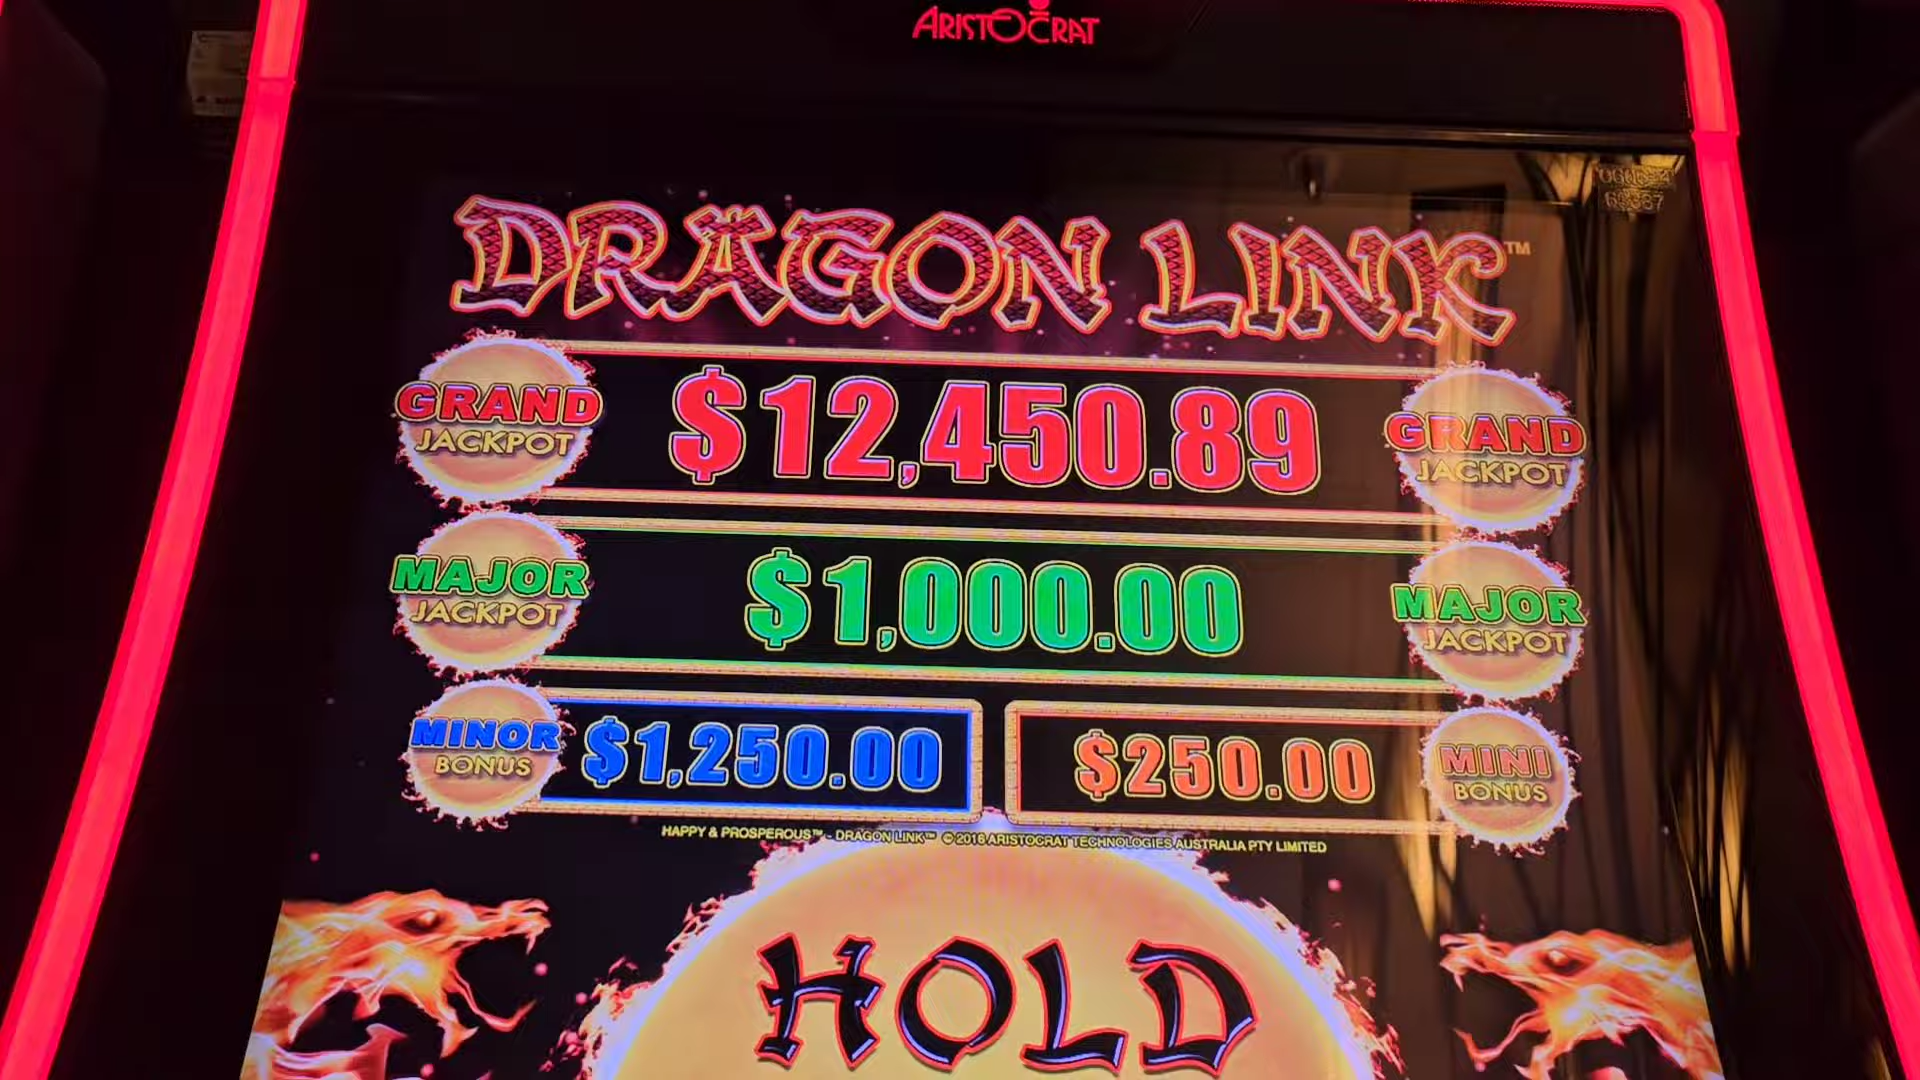 ARISTOCRAT
DRAGON LINK™
GRAND JACKPOT
$12,450.89
GRAND JACKPOT
MAJOR JACKPOT
$1,000.00
MAJOR JACKPOT
MINOR BONUS
$1,250.00
$250.00
MINI BONUS
HAPPY & PROSPEROUS™ - DRAGON LINK™ © 2016 ARISTOCRAT TECHNOLOGIES AUSTRALIA PTY LIMITED
HOLD